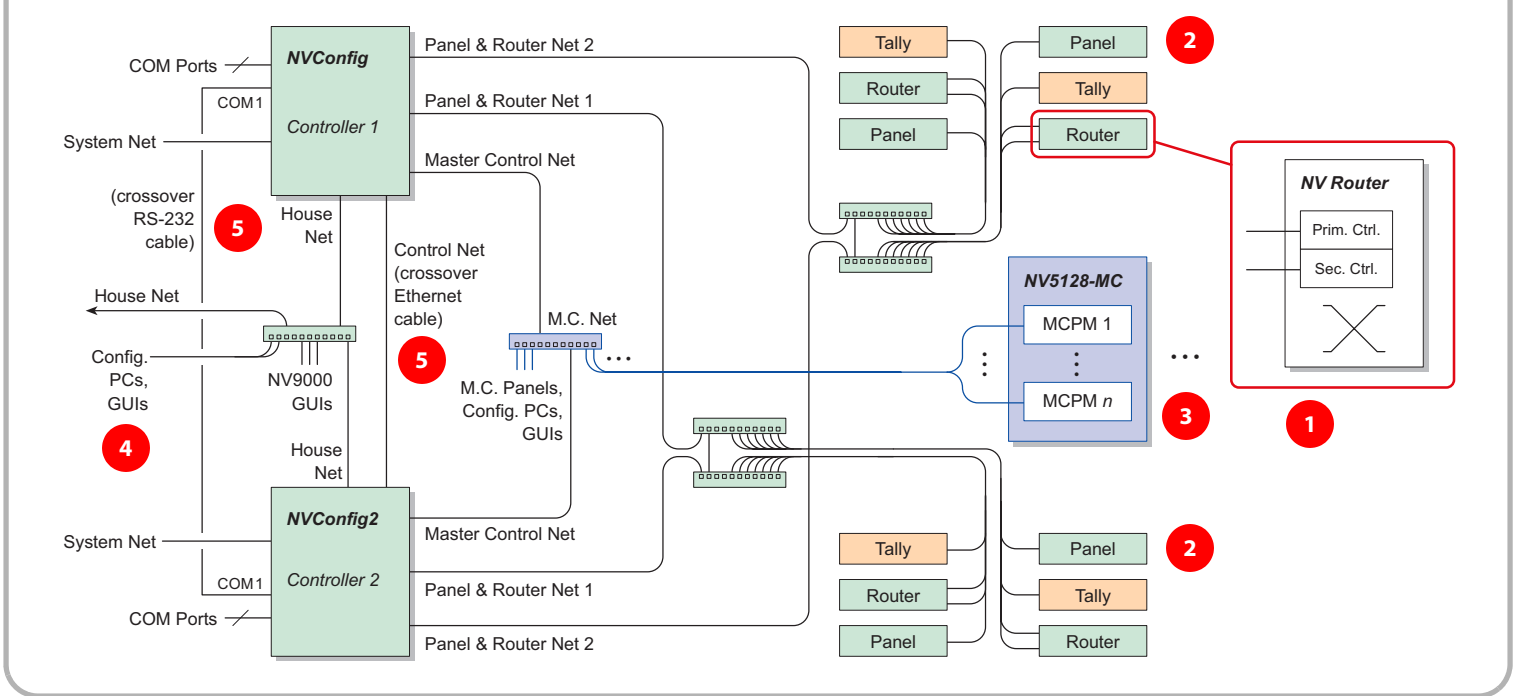 NVConfig
Controller 1
COM Ports
COM1
System Net
(crossover
RS-232
cable)
5
House
Net
Panel & Router Net 2
Panel & Router Net 1
Master Control Net
Control Net
(crossover
Ethernet
cable)
5
House Net
Config.
PCs,
GUIs
4
NV9000
GUIs
House
Net
M.C. Net
M.C. Panels,
Config. PCs,
GUIs
NVConfig2
Controller 2
System Net
COM1
COM Ports
Master Control Net
Panel & Router Net 1
Panel & Router Net 2
Tally
Router
Panel
Panel
2
Tally
Router
NV Router
Prim. Ctrl.
Sec. Ctrl.
1
NV5128-MC
MCPM 1
MCPM n
3
Tally
Router
Panel
Panel
2
Tally
Router